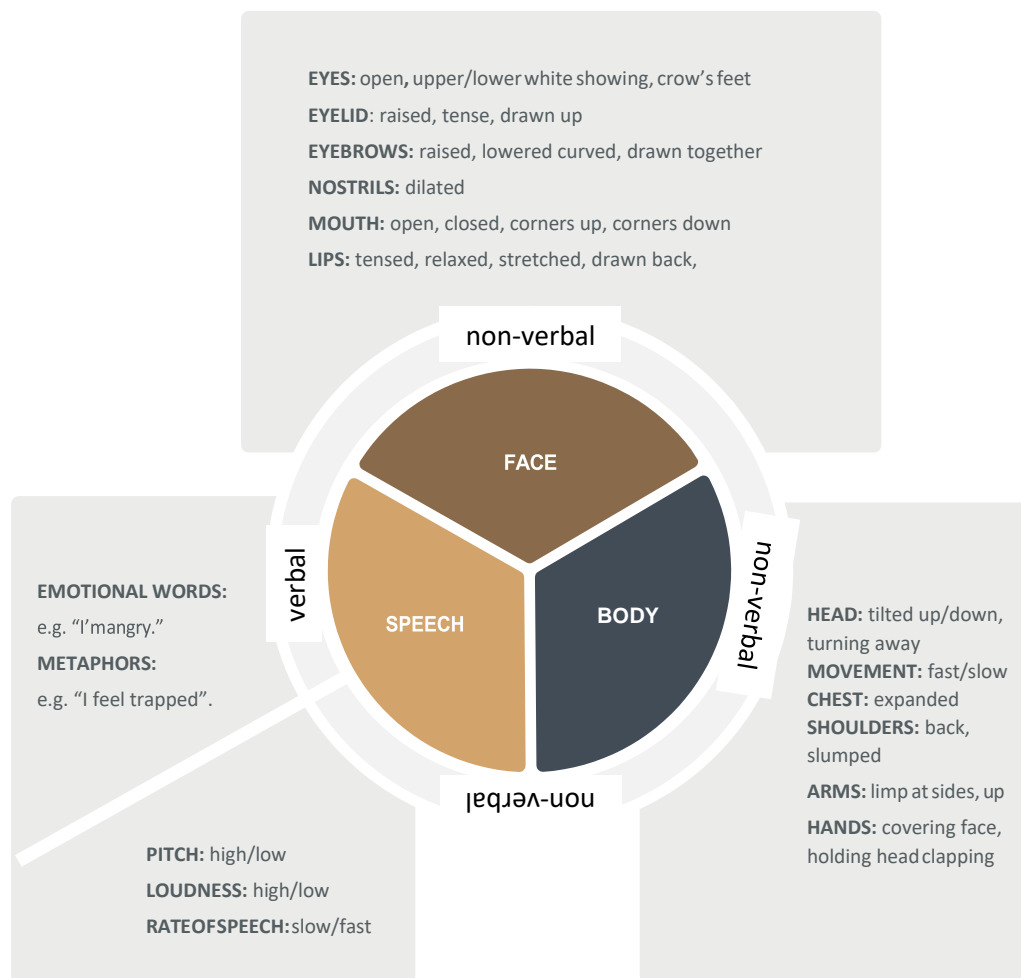 EYES: open, upper/lower white showing, crow's feet
EYELID: raised, tense, drawn up
EYEBROWS: raised, lowered curved, drawn together
NOSTRILS: dilated
MOUTH: open, closed, corners up, corners down
LIPS: tensed, relaxed, stretched, drawn back,
non-verbal
FACE
verbal
SPEECH
BODY
non-verbal
non-verbal
EMOTIONAL WORDS:
e.g. “I'mangry.”
METAPHORS:
e.g. “I feel trapped”.
PITCH: high/low
LOUDNESS: high/low
RATEOFSPEECH:slow/fast
HEAD: tilted up/down,
turning away
MOVEMENT: fast/slow
CHEST: expanded
SHOULDERS: back,
slumped
ARMS: limp at sides, up
HANDS: covering face,
holding head clapping